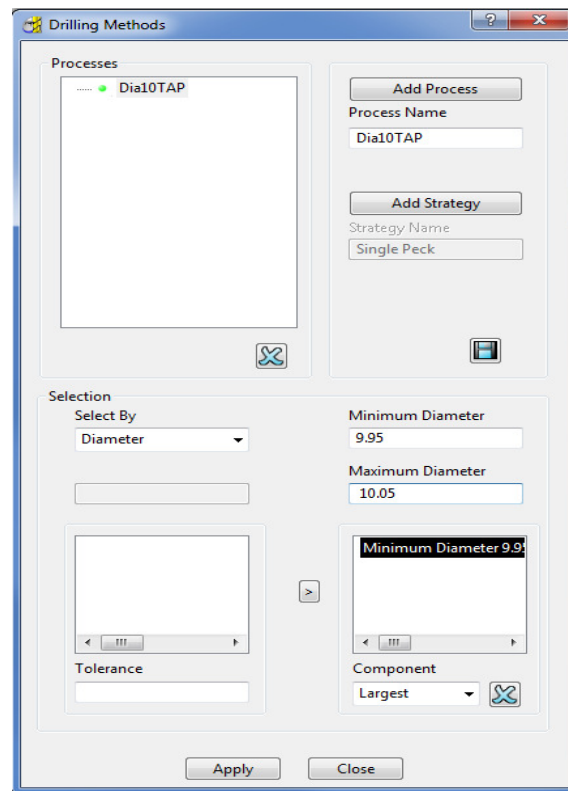 Drilling Methods
Processes
Dia10TAP
Add Process
Process Name
Dia10TAP
Add Strategy
Strategy Name
Single Peck
Selection
Select By
Diameter
Minimum Diameter
9.95
Maximum Diameter
10.05
Minimum Diameter 9.95
>
Tolerance
Component
Largest
Apply
Close